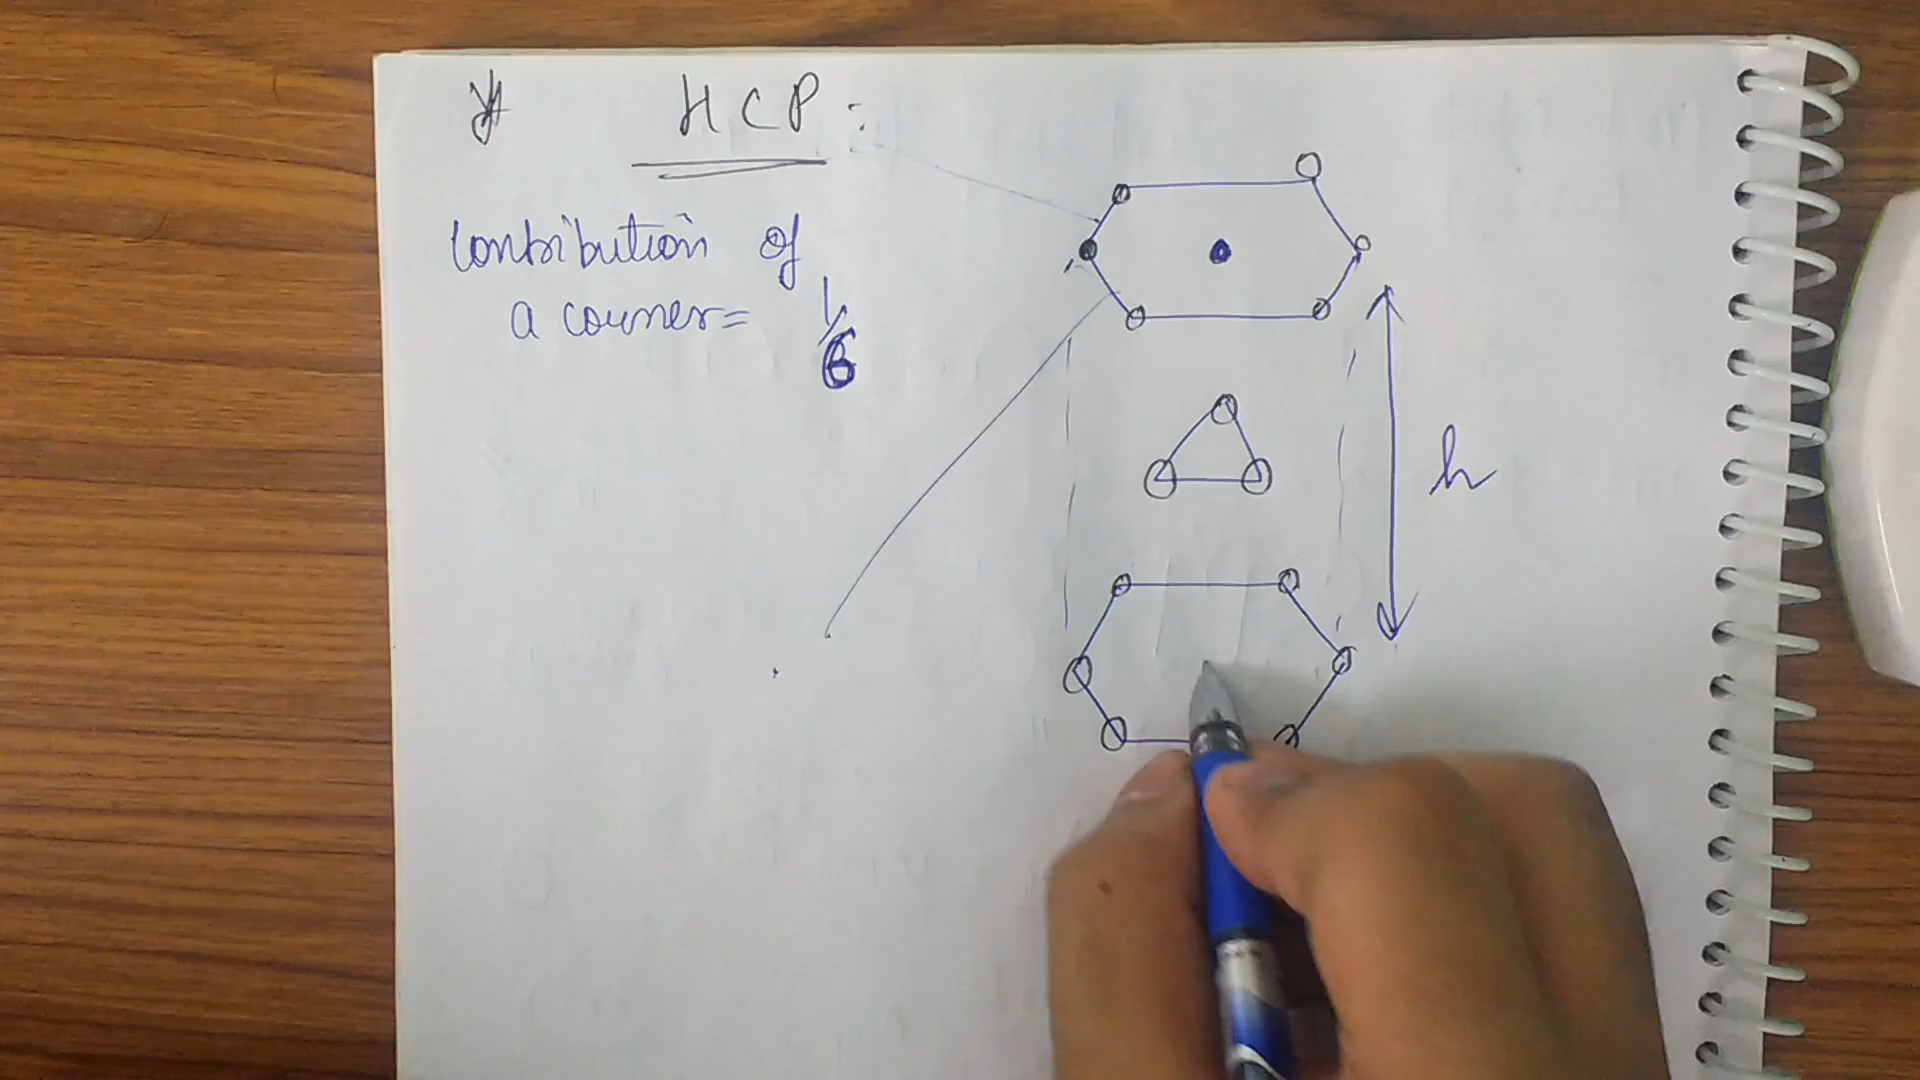 HCP:
Contribution of
a corner= 1/6
h